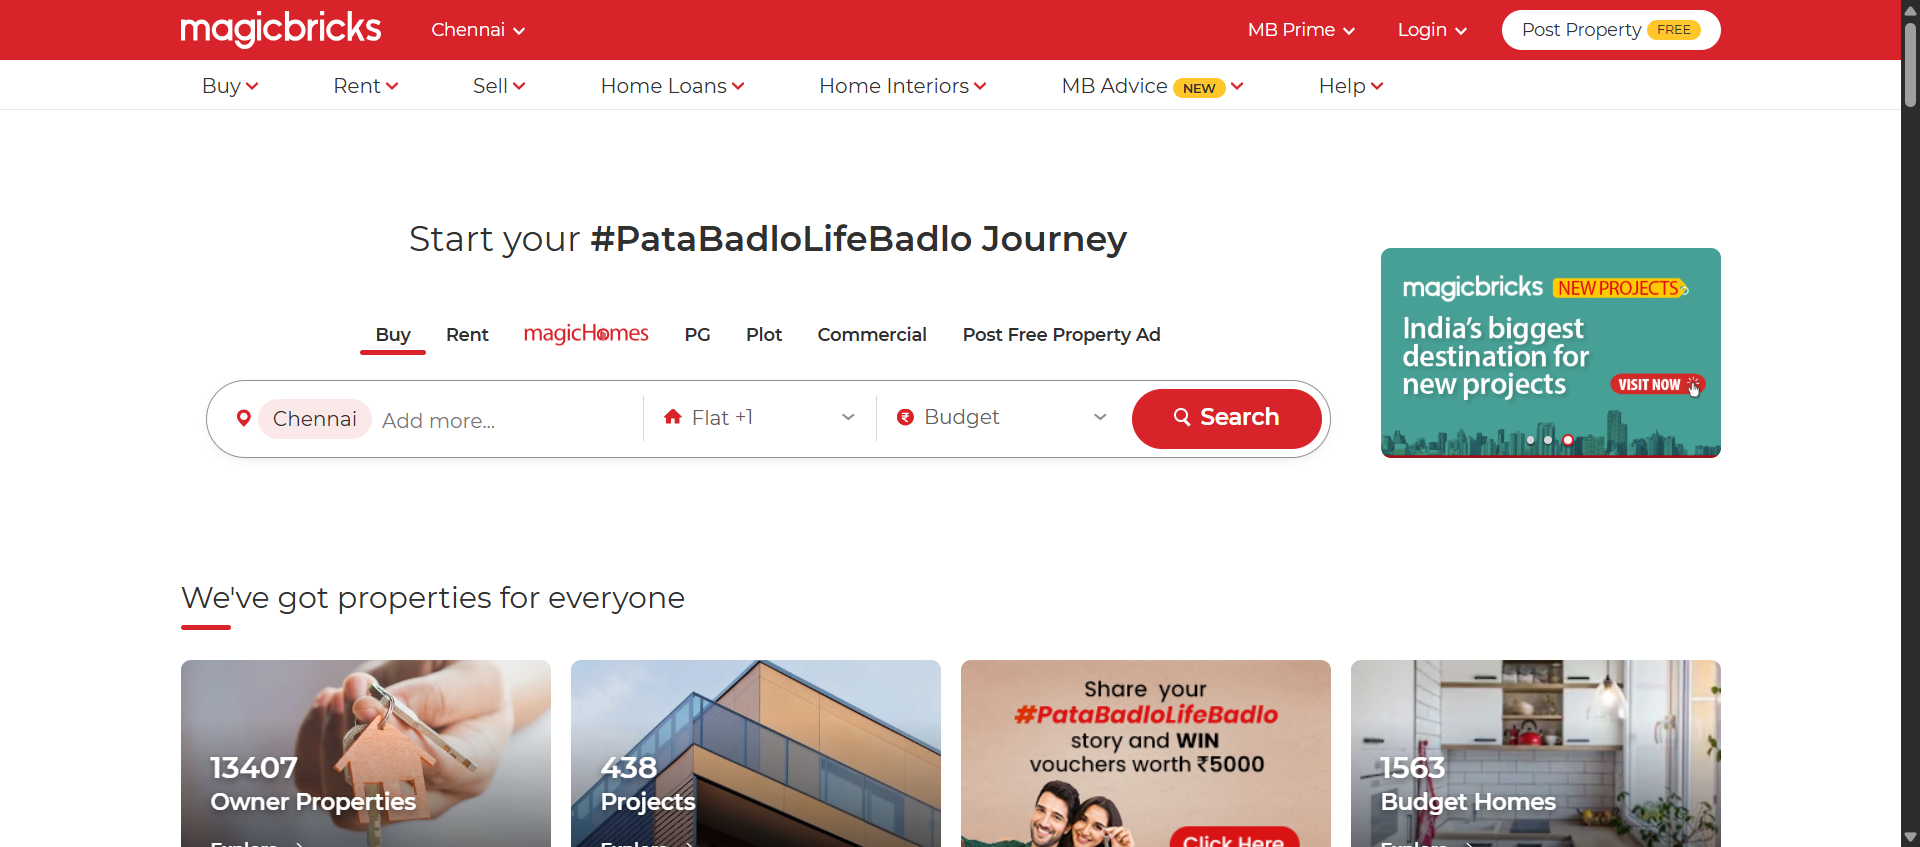 magicbricks
Chennai
MB Prime
Login
Post Property FREE
Buy
Rent
Sell
Home Loans
Home Interiors
MB Advice NEW
Help
Start your #PataBadloLifeBadlo Journey
Buy
Rent
magicHomes
PG
Plot
Commercial
Post Free Property Ad
Chennai
Add more...
Flat +1
Budget
Search
magicbricks NEW PROJECTS
India's biggest
destination for
new projects
VISIT NOW
We've got properties for everyone
13407
Owner Properties
Explore
438
Projects
Explore
Share your
#PataBadloLifeBadlo
story and WIN
vouchers worth ₹5000
Click Here
1563
Budget Homes
Explore